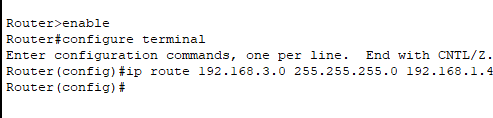 Router>enable
Router#configure terminal
Enter configuration commands, one per line.  End with CNTL/Z.
Router(config)#ip route 192.168.3.0 255.255.255.0 192.168.1.4
Router(config)#